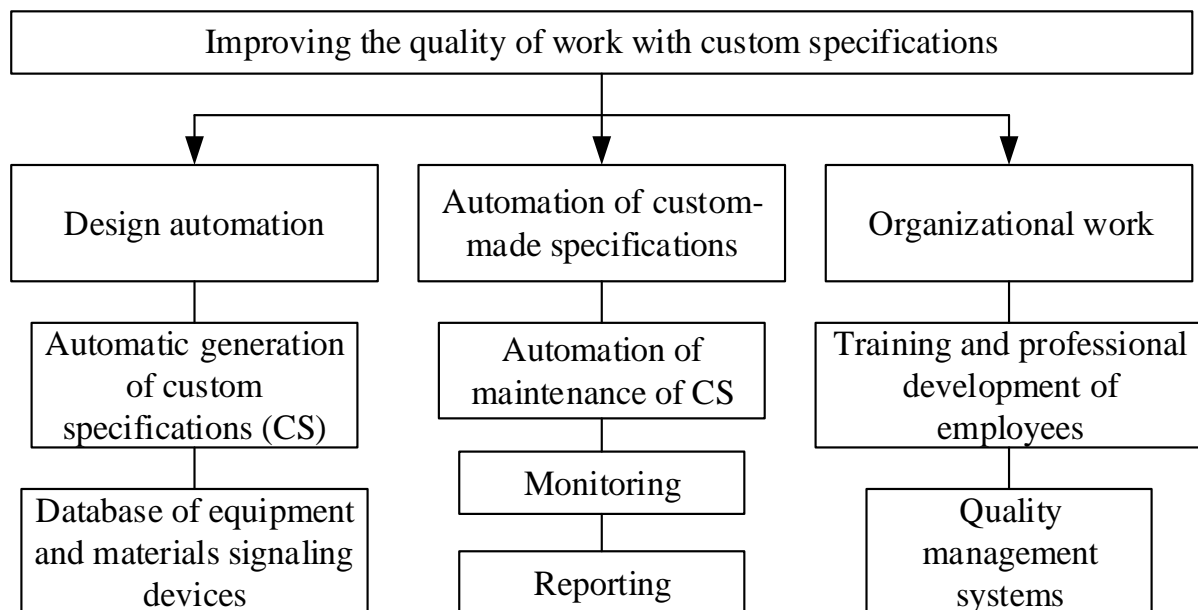 Improving the quality of work with custom specifications
Design automation
Automation of custom-
made specifications
Organizational work
Automatic generation
of custom
specifications (CS)
Automation of
maintenance of CS
Training and professional
development of
employees
Monitoring
Database of equipment
and materials signaling
devices
Reporting
Quality
management
systems